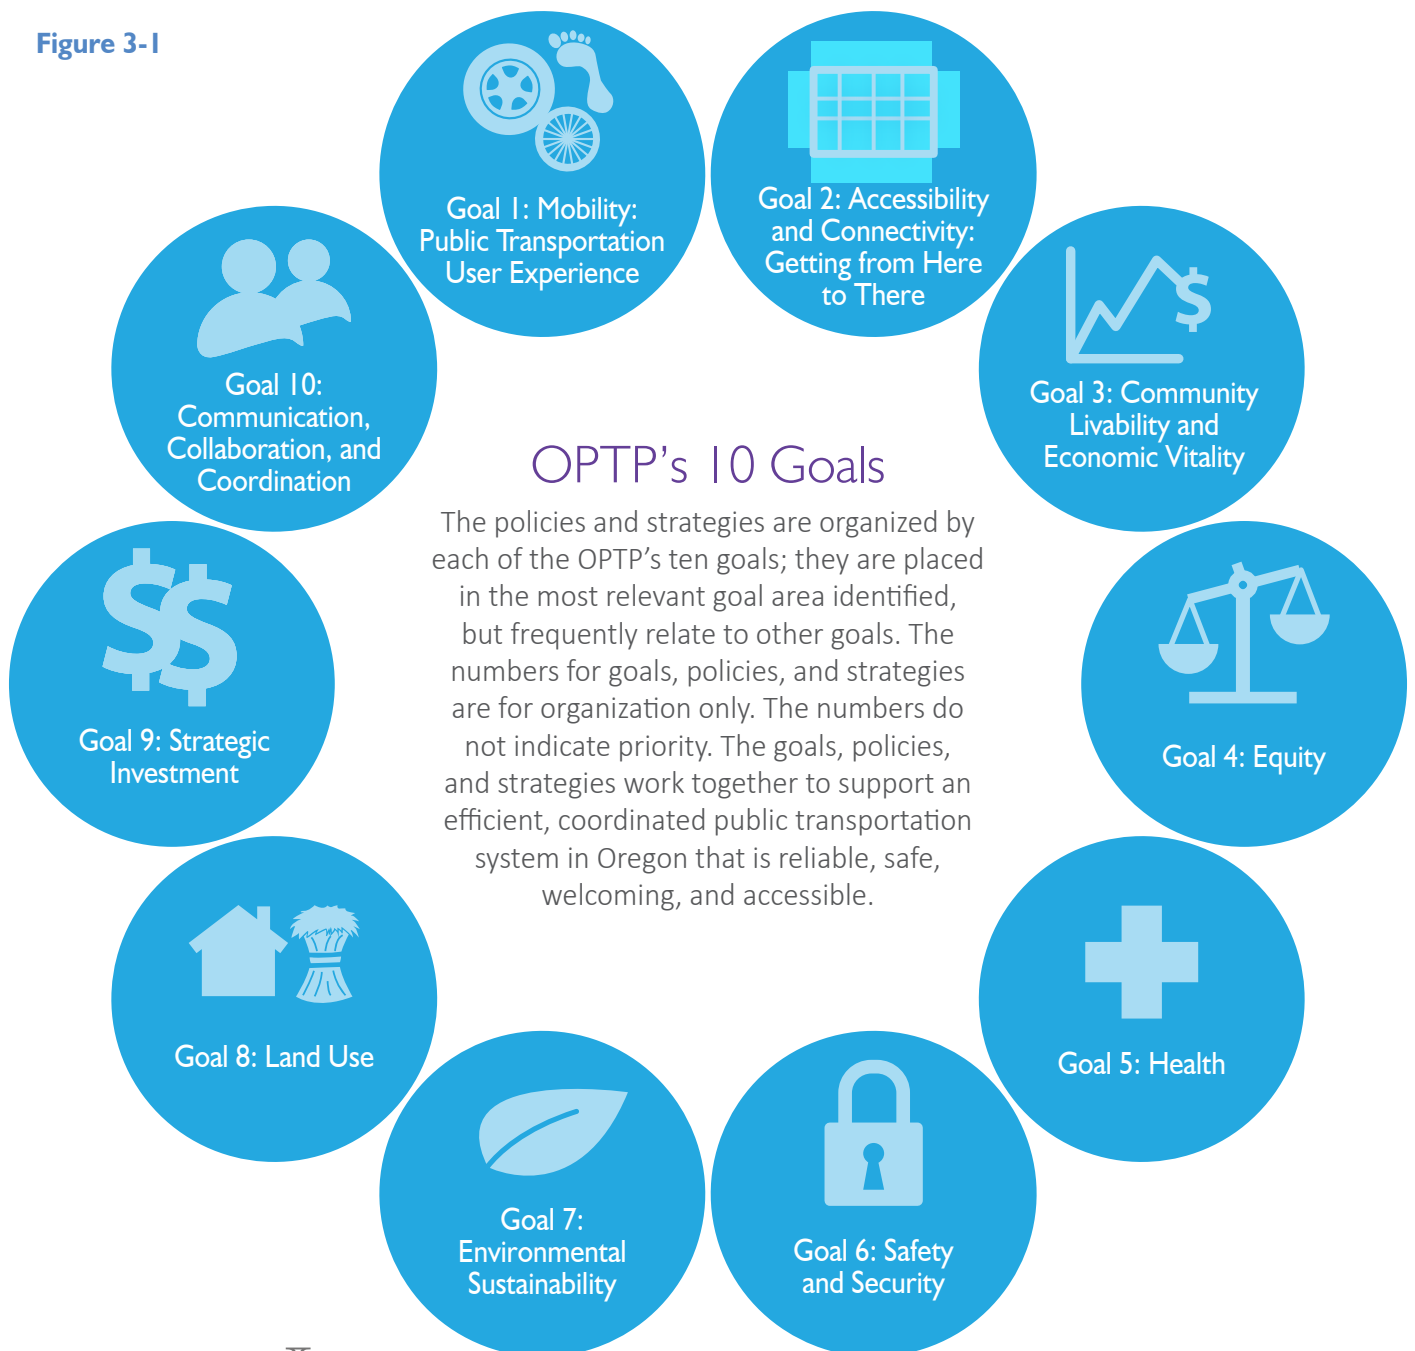 Figure 3-1
Goal 1: Mobility:
Public Transportation
User Experience
Goal 2: Accessibility
and Connectivity:
Getting from Here
to There
Goal 3: Community
Livability and
Economic Vitality
Goal 4: Equity
Goal 5: Health
Goal 6: Safety
and Security
Goal 7:
Environmental
Sustainability
Goal 8: Land Use
Goal 9: Strategic
Investment
Goal 10:
Communication,
Collaboration, and
Coordination
OPTP's 10 Goals
The policies and strategies are organized by
each of the OPTP's ten goals; they are placed
in the most relevant goal area identified,
but frequently relate to other goals. The
numbers for goals, policies, and strategies
are for organization only. The numbers do
not indicate priority. The goals, policies,
and strategies work together to support an
efficient, coordinated public transportation
system in Oregon that is reliable, safe,
welcoming, and accessible.